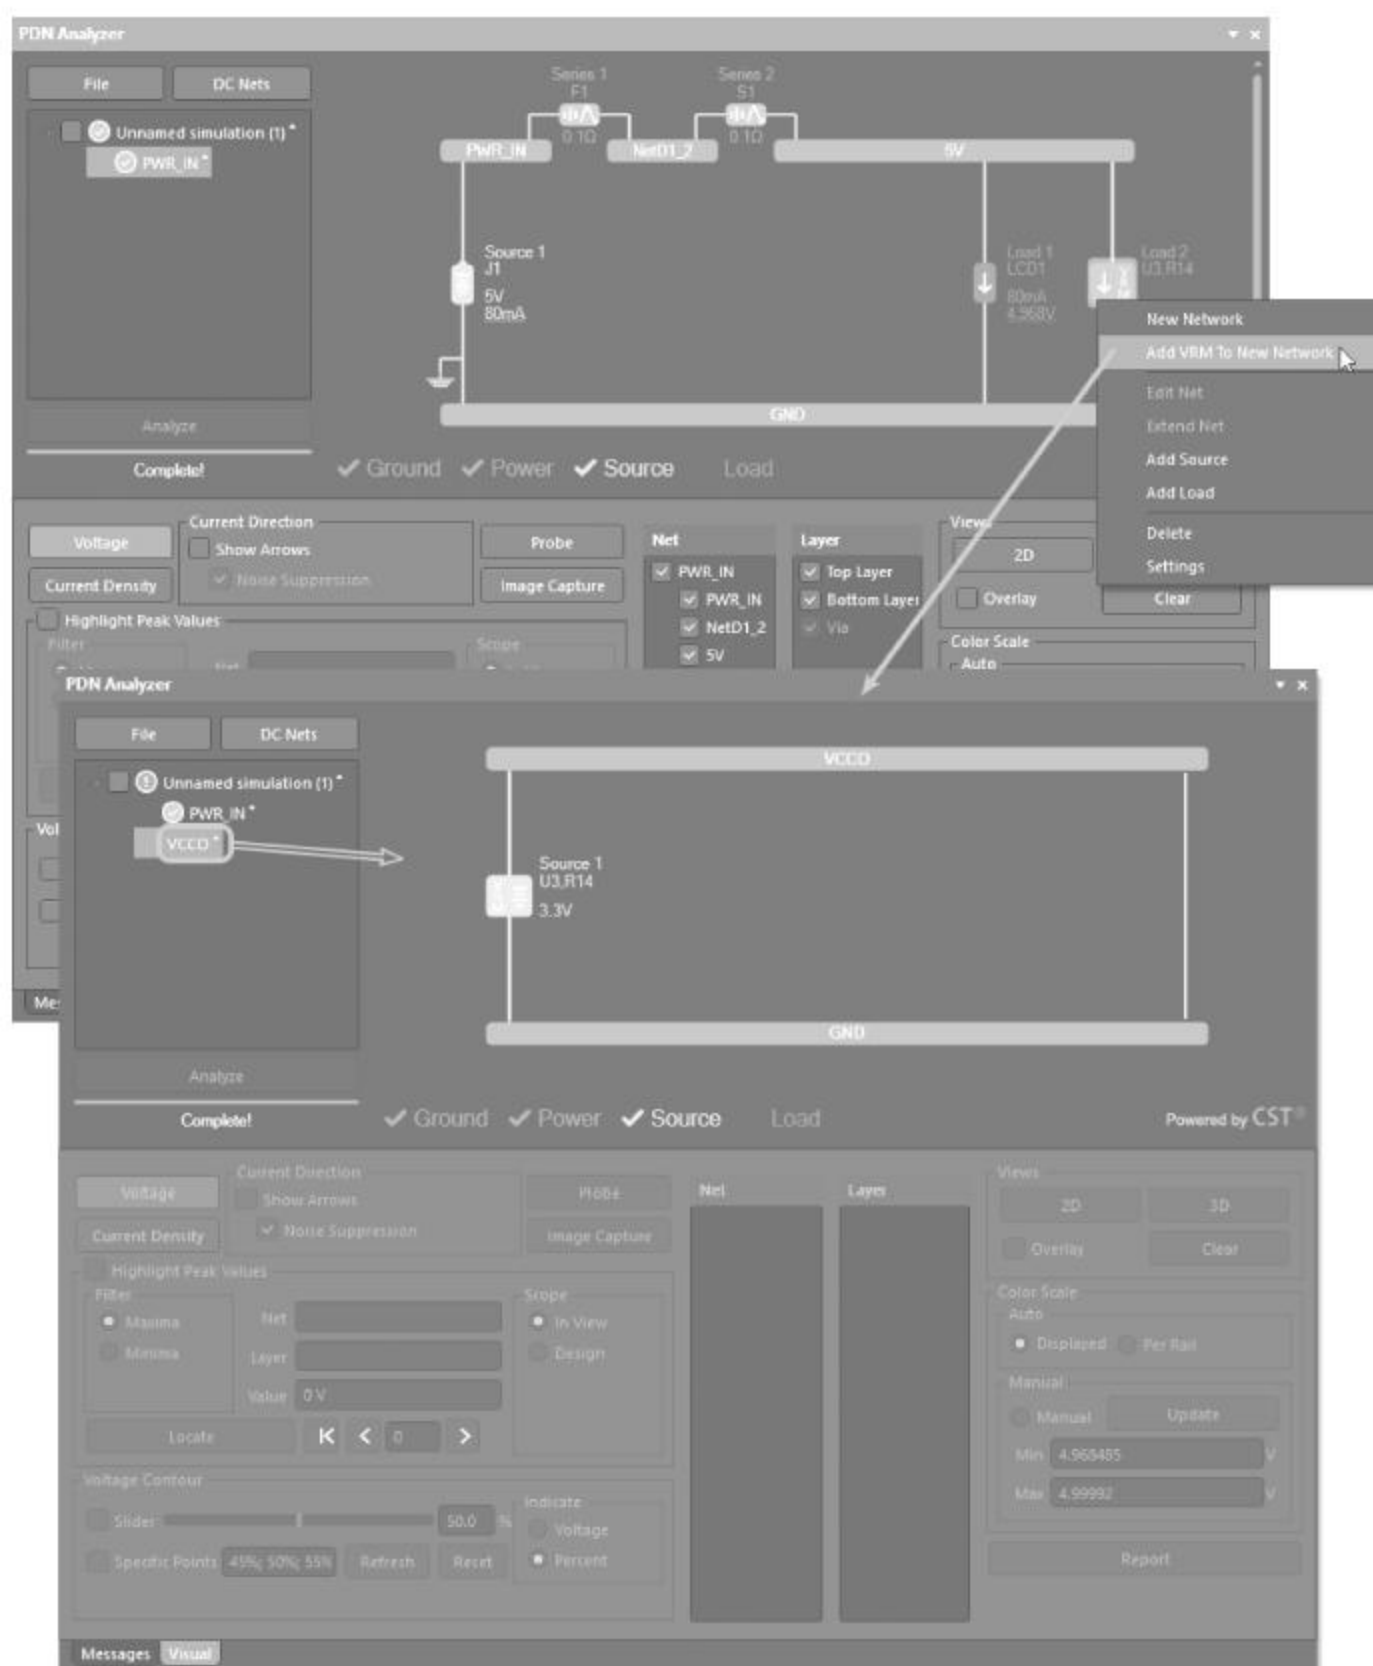 PDN Analyzer
File
DC Nets
Unnamed simulation (1) *
PWR_IN *
Analyze
Complete!
Series 1
F1
0.1Ω
Series 2
S1
0.1Ω
PWR_IN
NetD1_2
5V
Source 1
J1
5V
80mA
Load 1
LCD1
80mA
4.968V
Load 2
U3,R14
GND
Ground
Power
Source
Load
New Network
Add VRM To New Network
Edit Net
Extend Net
Add Source
Add Load
Delete
Settings
Voltage
Current Density
Current Direction
Show Arrows
Noise Suppression
Probe
Image Capture
Net
PWR_IN
PWR_IN
NetD1_2
5V
Layer
Top Layer
Bottom Layer
Via
Views
2D
Overlay
Clear
Color Scale
Auto
Highlight Peak Values
Filter
Net
Scope
Vol
Me
PDN Analyzer
File
DC Nets
Unnamed simulation (1) *
PWR_IN *
VCCO *
Analyze
Complete!
VCCO
Source 1
U3,R14
3.3V
GND
Ground
Power
Source
Load
Powered by CST®
Voltage
Current Density
Current Direction
Show Arrows
Noise Suppression
Probe
Image Capture
Net
Layer
Views
2D
3D
Overlay
Clear
Highlight Peak Values
Filter
Maxima
Minima
Net
Layer
Value 0 V
Scope
In View
Design
Locate
0
Color Scale
Auto
Displayed
Per Rail
Manual
Manual
Update
Min 4.965485 V
Max 4.99992 V
Voltage Contour
Slider
50.0 %
Specific Points 45%; 50%; 55%
Refresh
Reset
Indicate
Voltage
Percent
Report
Messages
Visual